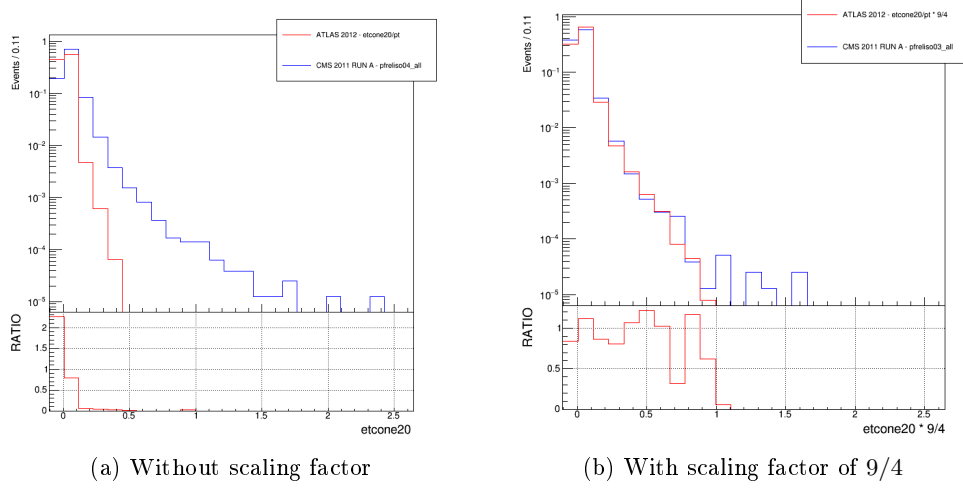 ATLAS 2012 - etcone20/pt
CMS 2011 RUN A - pfreliso04_all
Events / 0.11
1
10⁻¹
10⁻²
10⁻³
10⁻⁴
10⁻⁵
RATIO
2
1.5
1
0.5
0
0 0.5 1 1.5 2 2.5
etcone20
(a) Without scaling factor
ATLAS 2012 - etcone20/pt * 9/4
CMS 2011 RUN A - pfreliso03_all
Events / 0.11
1
10⁻¹
10⁻²
10⁻³
10⁻⁴
10⁻⁵
RATIO
1
0.5
0
0 0.5 1 1.5 2 2.5
etcone20 * 9/4
(b) With scaling factor of 9/4